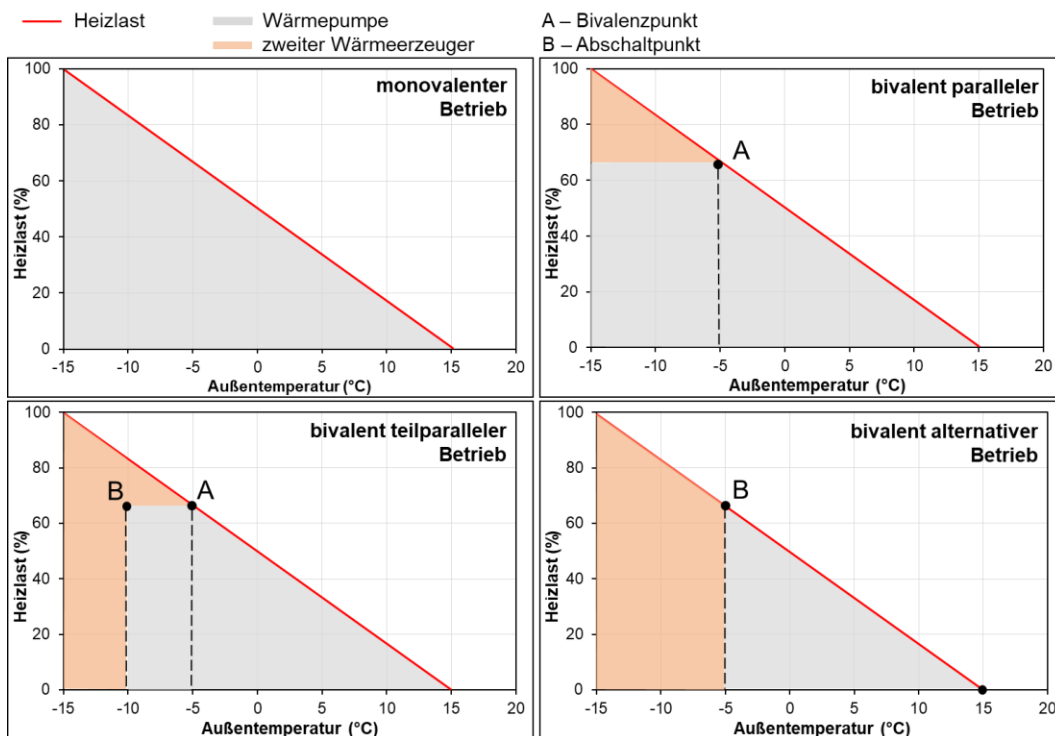 Heizlast
Wärmepumpe
A – Bivalenzpunkt
zweiter Wärmeerzeuger
B – Abschaltpunkt
monovalenter
Betrieb
Heizlast (%)
100
80
60
40
20
0
-15 -10 -5 0 5 10 15 20
Außentemperatur (°C)
bivalent paralleler
Betrieb
A
Heizlast (%)
100
80
60
40
20
0
-15 -10 -5 0 5 10 15 20
Außentemperatur (°C)
bivalent teilparalleler
Betrieb
B A
Heizlast (%)
100
80
60
40
20
0
-15 -10 -5 0 5 10 15 20
Außentemperatur (°C)
bivalent alternativer
Betrieb
B
Heizlast (%)
100
80
60
40
20
0
-15 -10 -5 0 5 10 15 20
Außentemperatur (°C)